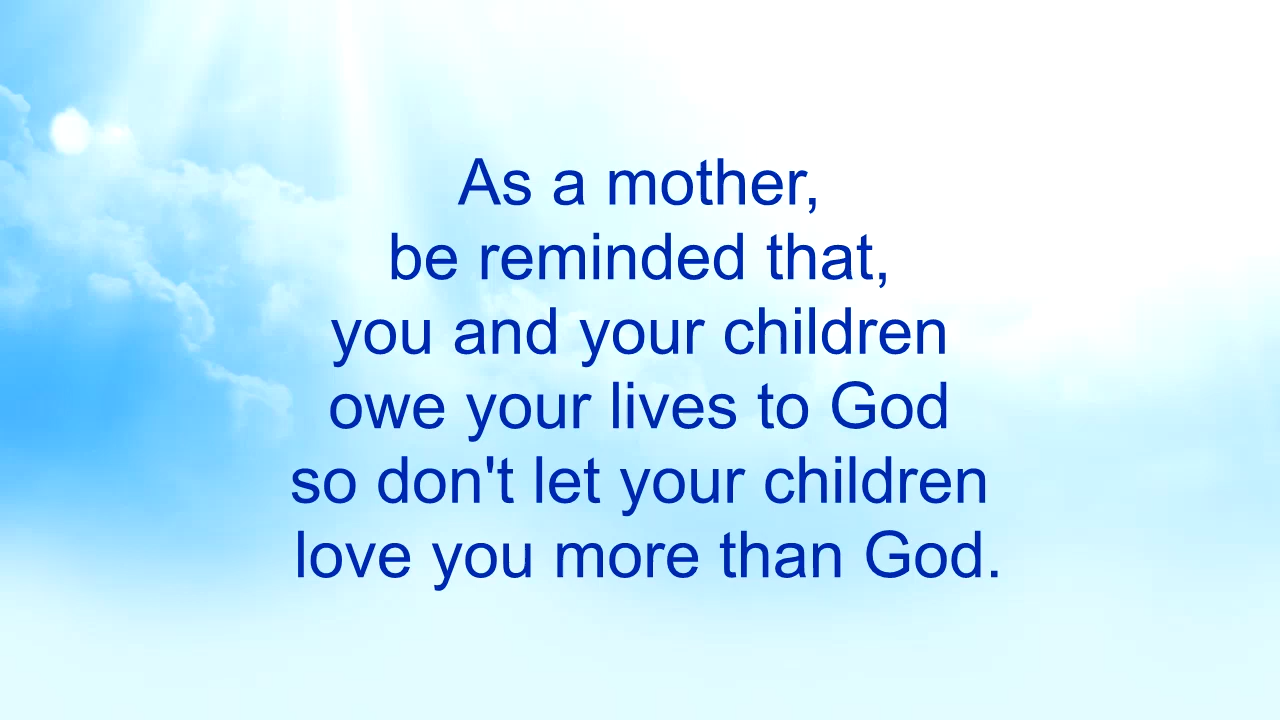 As a mother,
be reminded that,
you and your children
owe your lives to God
so don't let your children
love you more than God.